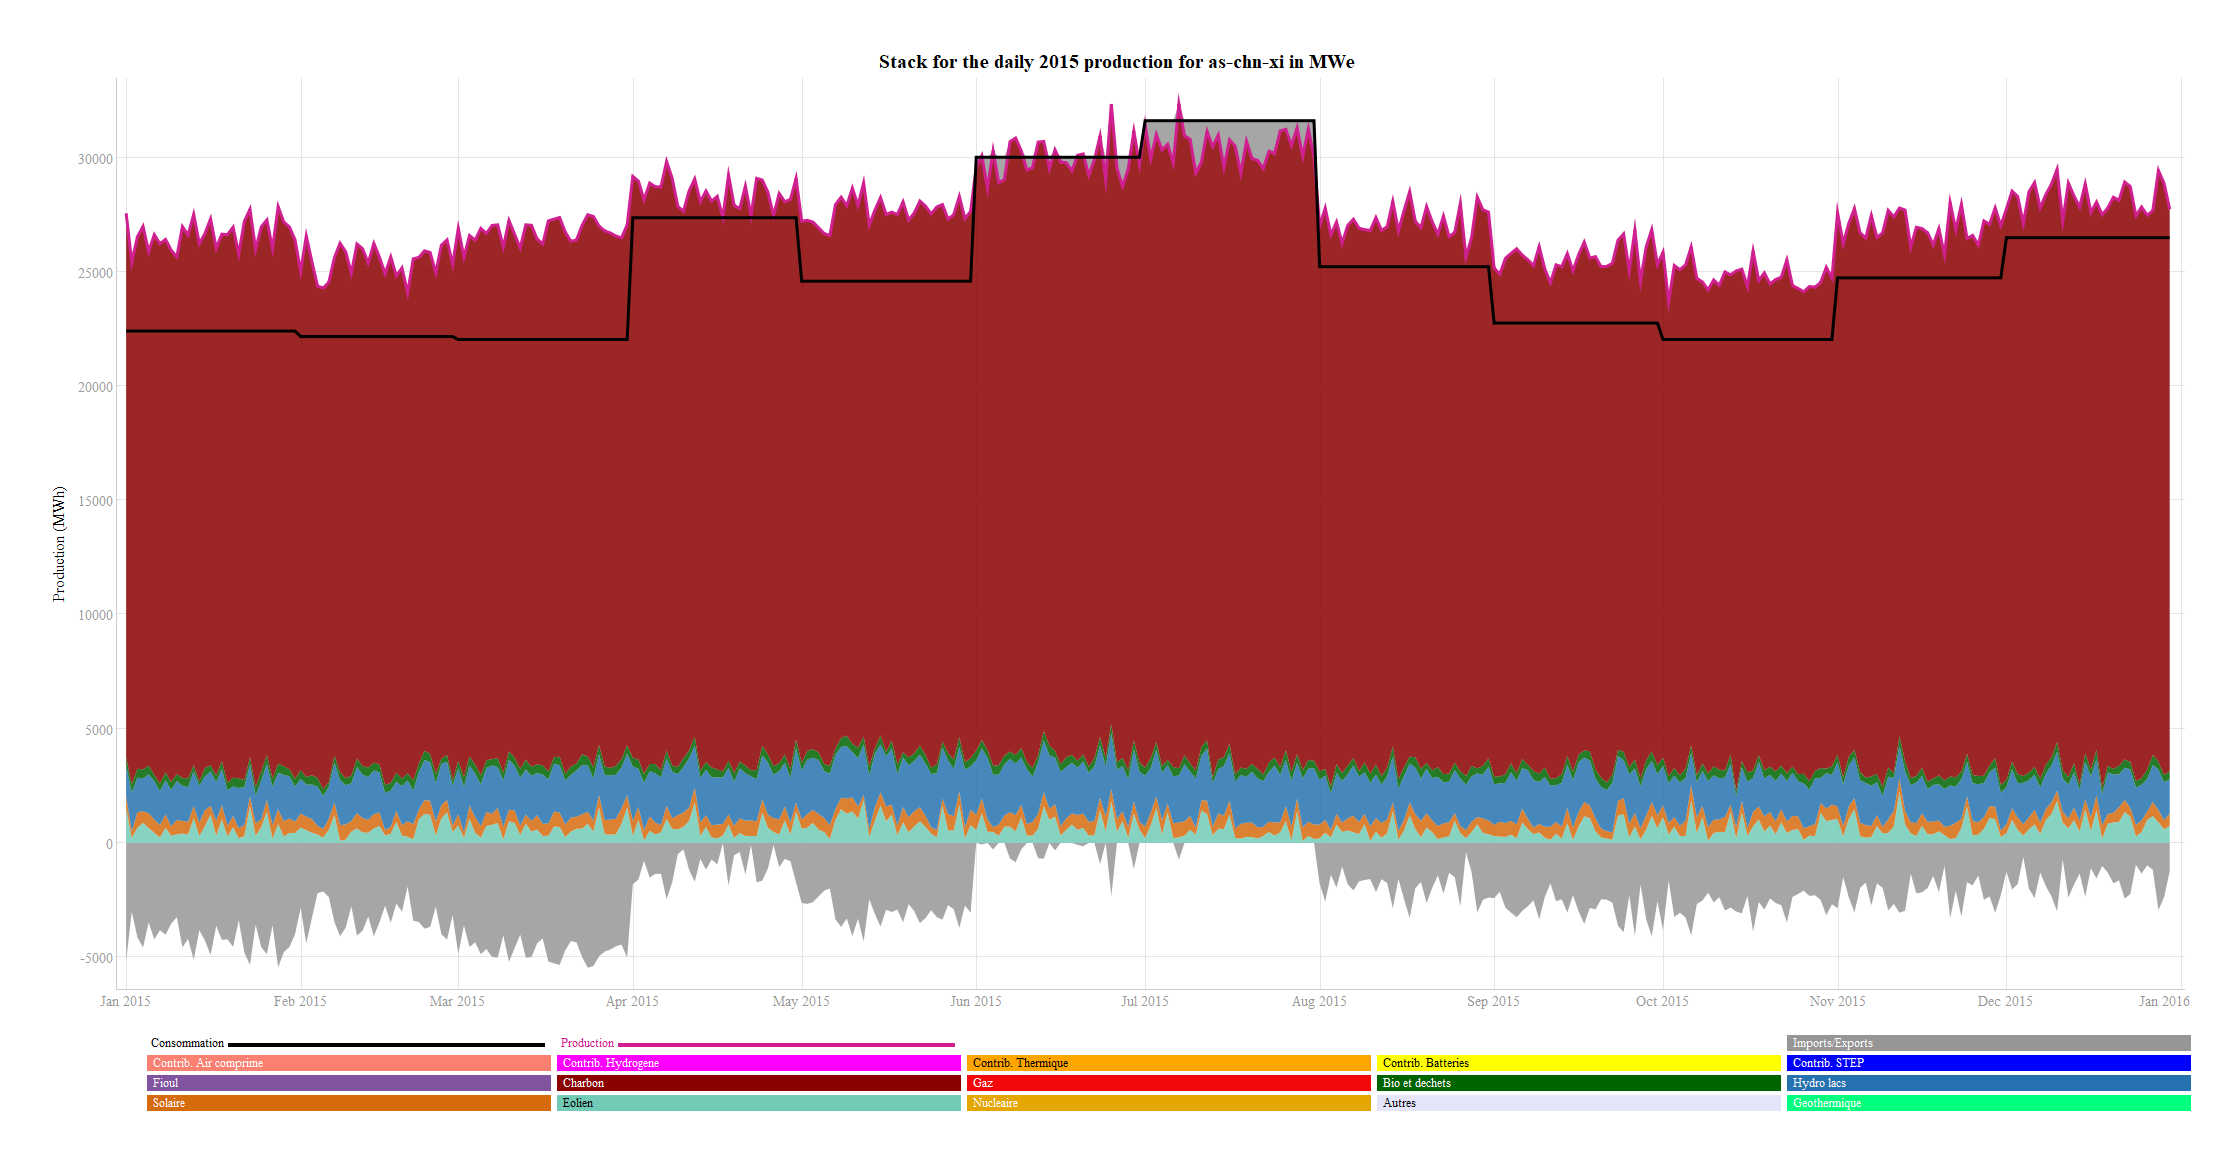 Stack for the daily 2015 production for as-chn-xi in MWe
Production (MWh)
30000
25000
20000
15000
10000
5000
0
-5000
Jan 2015 Feb 2015 Mar 2015 Apr 2015 May 2015 Jun 2015 Jul 2015 Aug 2015 Sep 2015 Oct 2015 Nov 2015 Dec 2015 Jan 2016
Consommation Production Imports/Exports
Contrib. Air comprime Contrib. Hydrogene Contrib. Thermique Contrib. Batteries Contrib. STEP
Fioul Charbon Gaz Bio et dechets Hydro lacs
Solaire Eolien Nucleaire Autres Geothermique